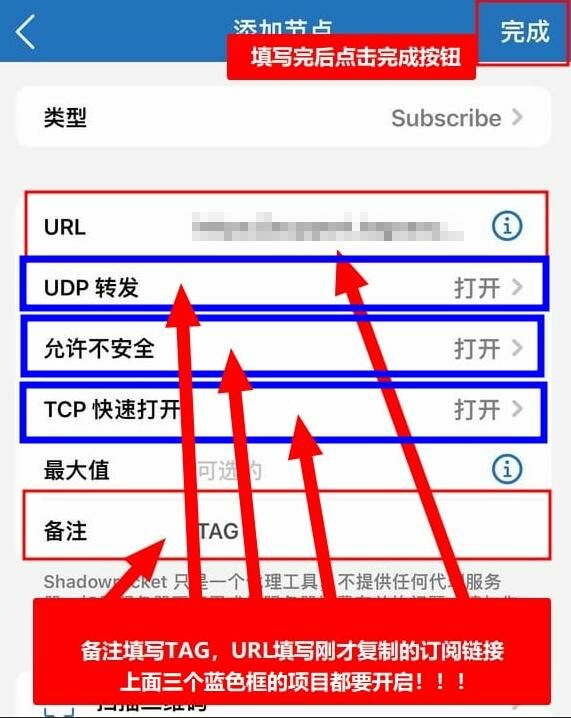 添加节点
完成
填写完后点击完成按钮
类型
Subscribe
URL
UDP 转发
打开
允许不安全
打开
TCP 快速打开
打开
最大值
可选的
备注
TAG
Shadowrocket 只是一个代理工具，不提供任何代理服务
备注填写TAG，URL填写刚才复制的订阅链接
上面三个蓝色框的项目都要开启！！！
扫描二维码